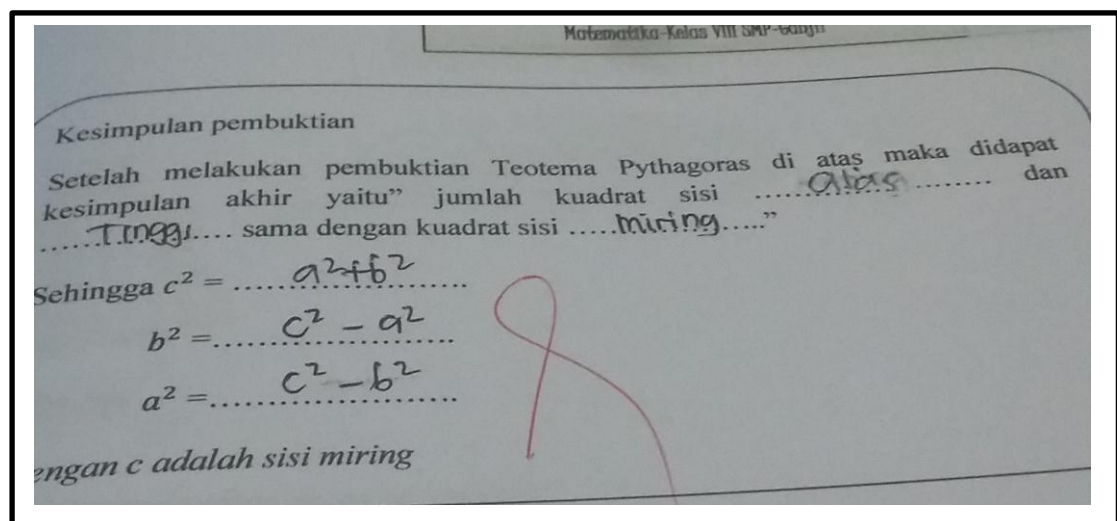 Matematika-Kelas VIII SMP-Ganjil
Kesimpulan pembuktian
Setelah melakukan pembuktian Teotema Pythagoras di atas maka didapat
kesimpulan akhir yaitu” jumlah kuadrat sisi ....alas.... dan
....Tinggi.... sama dengan kuadrat sisi .....miring.....”
Sehingga c² = ....a²+b²....
b² =....c² - a²....
a² =....c² - b²....
engan c adalah sisi miring